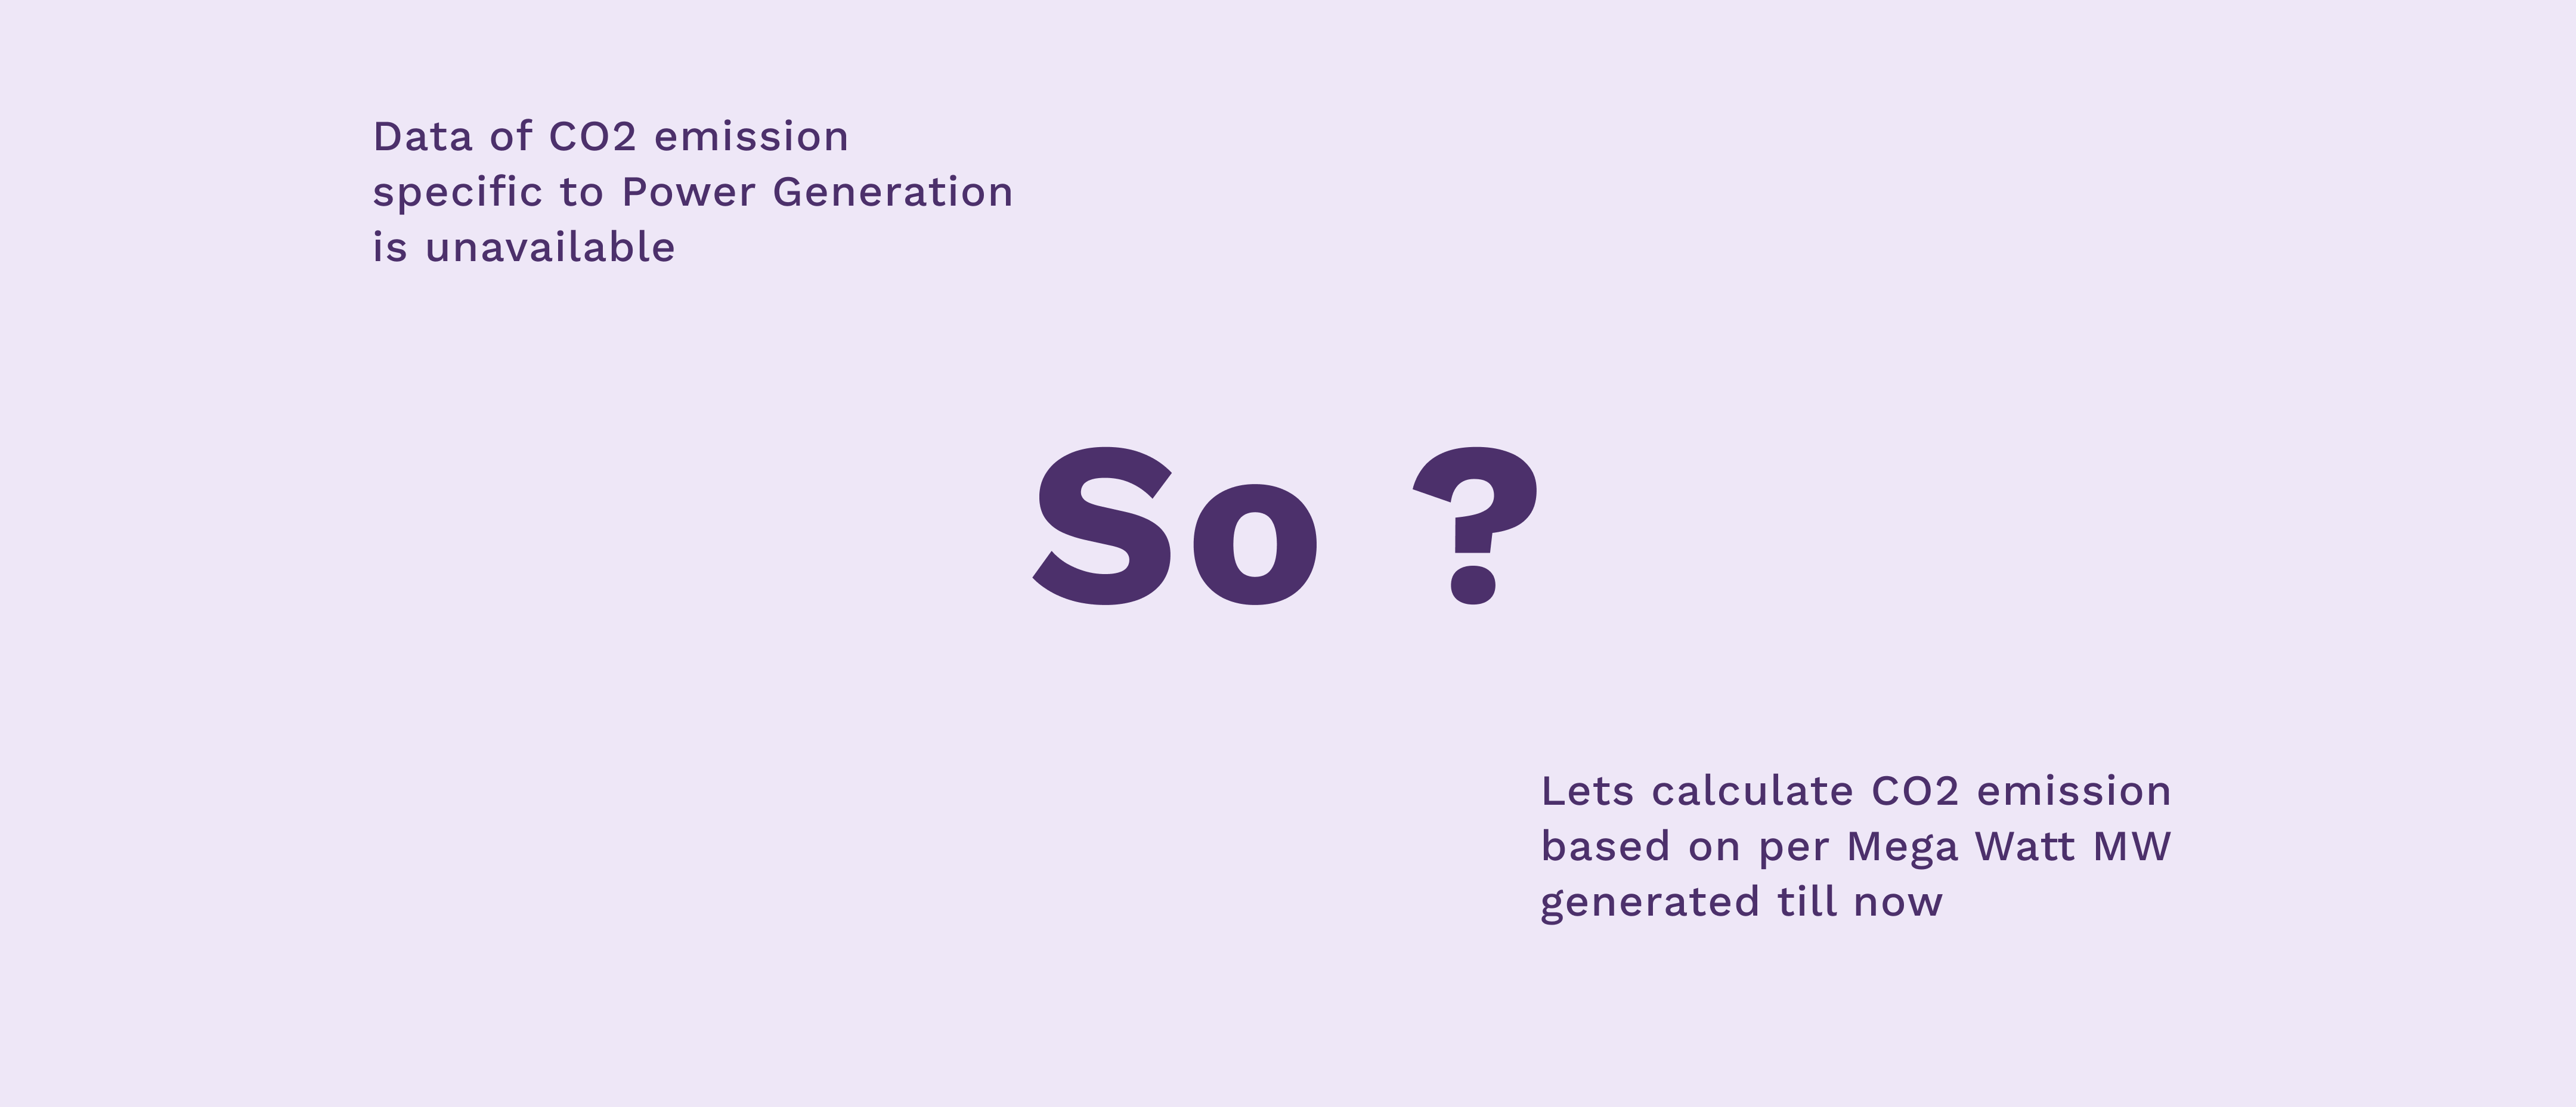 Data of CO2 emission
specific to Power Generation
is unavailable
So ?
Lets calculate CO2 emission
based on per Mega Watt MW
generated till now